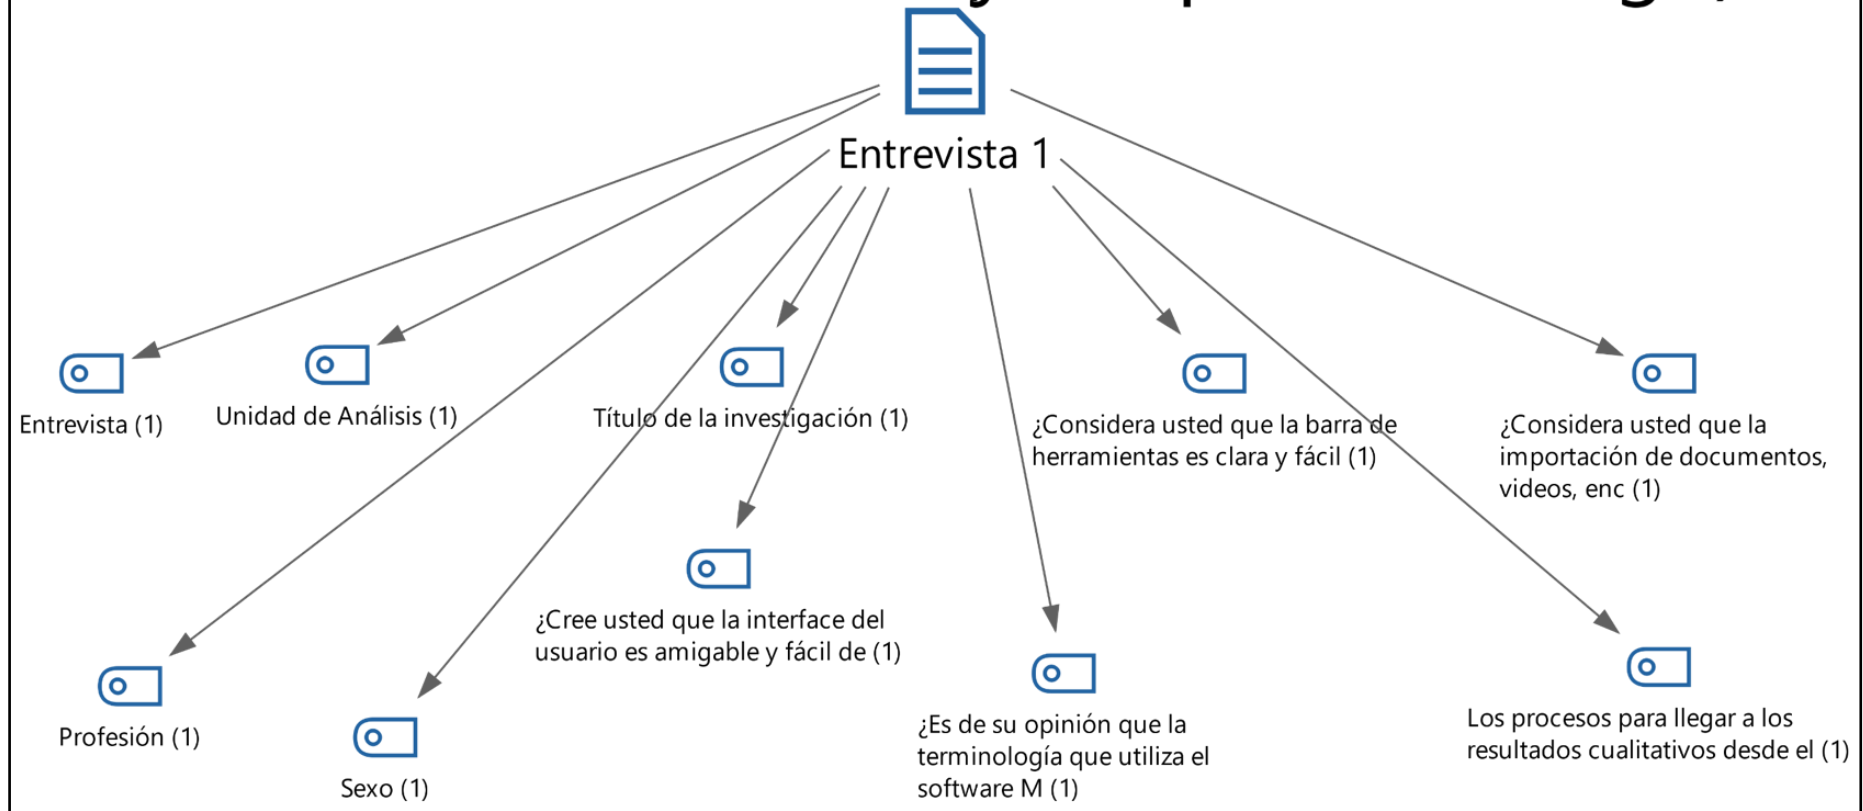 Entrevista 1
Entrevista (1)
Unidad de Análisis (1)
Título de la investigación (1)
¿Considera usted que la barra de
herramientas es clara y fácil (1)
¿Considera usted que la
importación de documentos,
videos, enc (1)
¿Cree usted que la interface del
usuario es amigable y fácil de (1)
Profesión (1)
Sexo (1)
¿Es de su opinión que la
terminología que utiliza el
software M (1)
Los procesos para llegar a los
resultados cualitativos desde el (1)